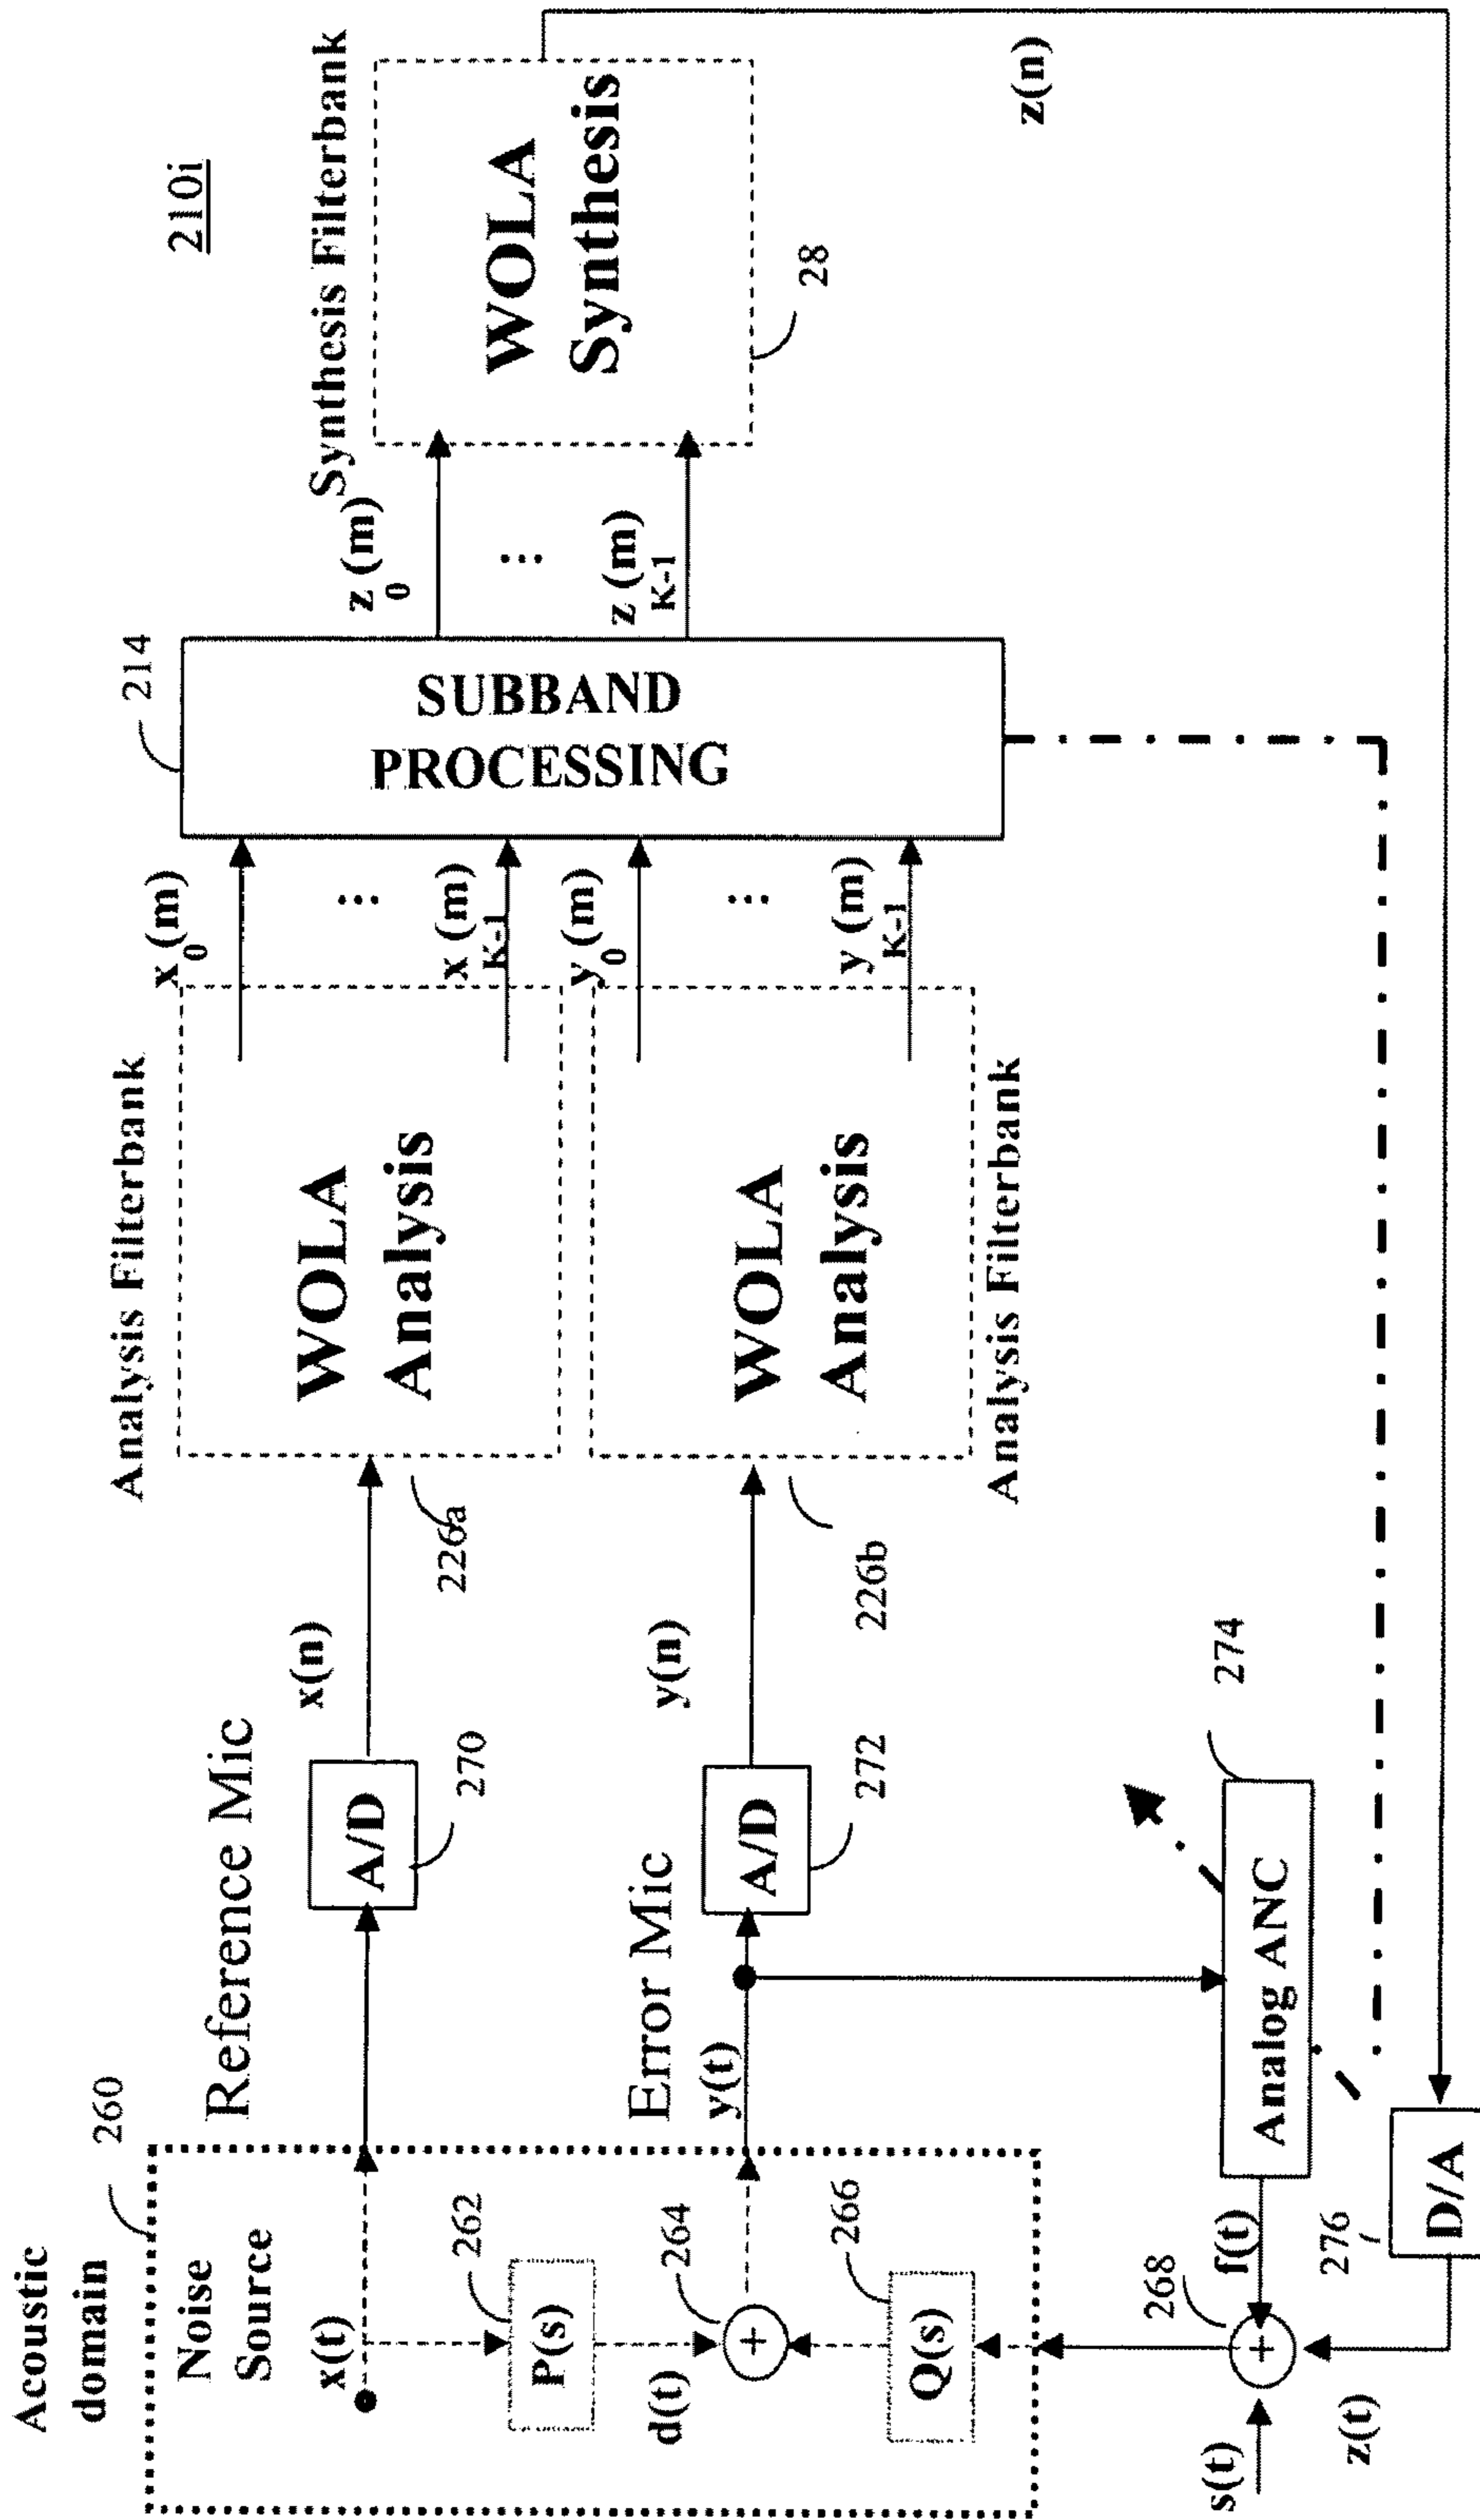 210i
Acoustic
domain
260
Noise
Source
x(t)
262
P(s)
d(t)
264
+
266
Q(s)
Reference Mic
A/D
270
x(n)
Error Mic
y(t)
A/D
272
y(n)
Analysis Filterbank
WOLA
Analysis
226a
WOLA
Analysis
226b
Analysis Filterbank
x0(m)
...
xK-1(m)
y0(m)
...
yK-1(m)
214
SUBBAND
PROCESSING
z0(m)
...
zK-1(m)
Synthesis Filterbank
WOLA
Synthesis
28
z(n)
274
Analog ANC
f(t)
268
+
s(t)
z(t)
276
D/A